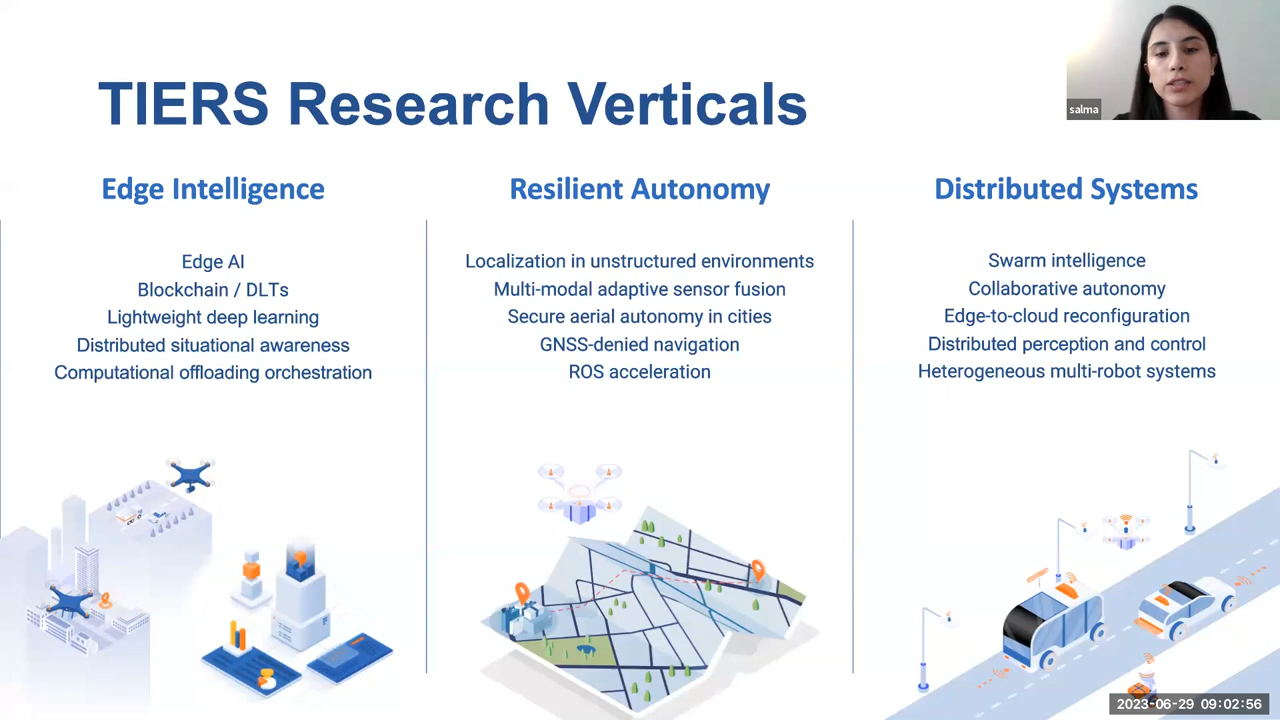 TIERS Research Verticals
salma
Edge Intelligence
Edge AI
Blockchain / DLTs
Lightweight deep learning
Distributed situational awareness
Computational offloading orchestration
Resilient Autonomy
Localization in unstructured environments
Multi-modal adaptive sensor fusion
Secure aerial autonomy in cities
GNSS-denied navigation
ROS acceleration
Distributed Systems
Swarm intelligence
Collaborative autonomy
Edge-to-cloud reconfiguration
Distributed perception and control
Heterogeneous multi-robot systems
2023-06-29 09:02:56